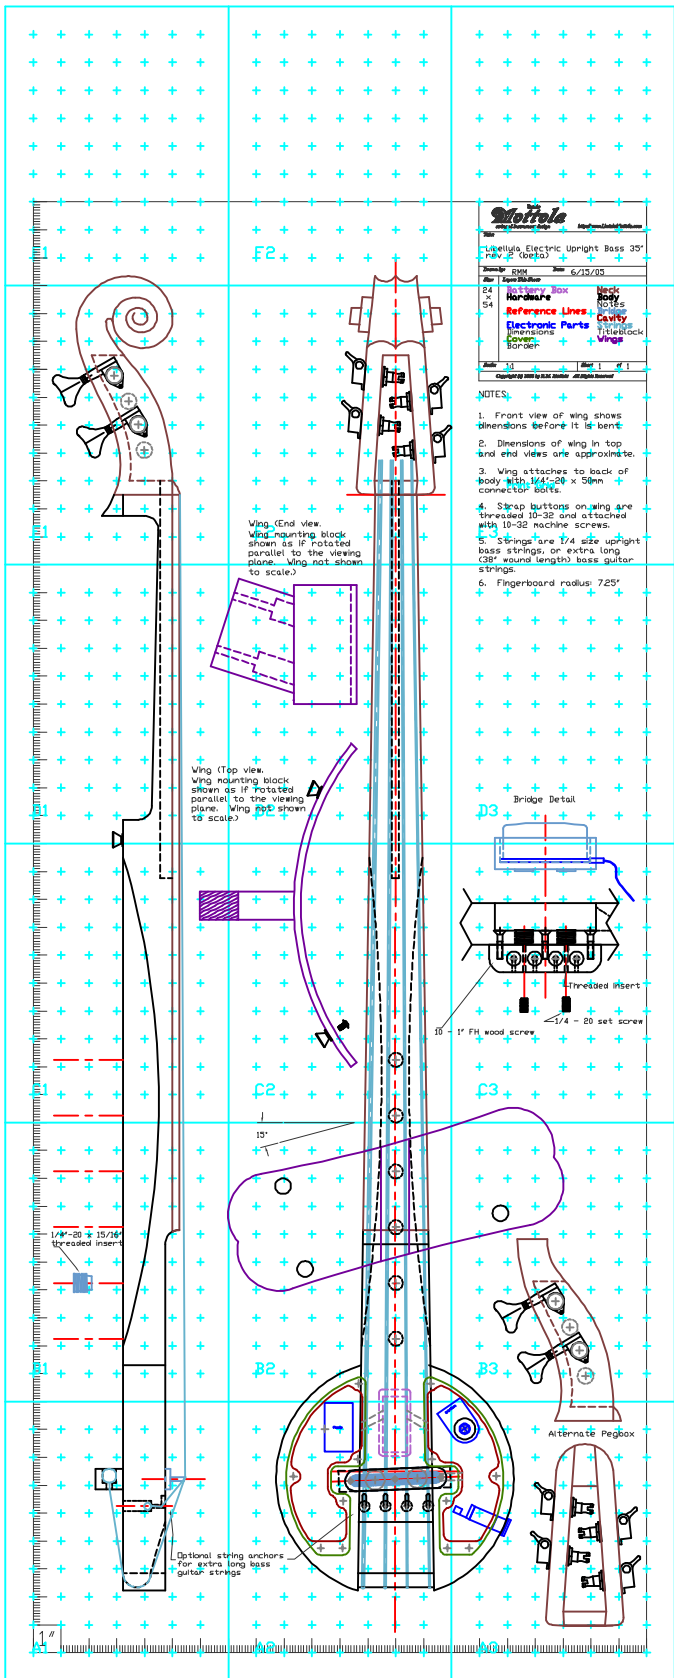 Mottola
Title
Libellula Electric Upright Bass 35"
rev. 2 (beta)
RMM
Date
6/15/05
24
x
54
Battery Box
Hardware
Reference Lines
Electronic Parts
Dimensions
Cover
Border
Neck
Body
Notes
Bridge
Cavity
Strings
Titleblock
Wings
1:1
Sheet 1 of 1
NOTES:
1. Front view of wing shows
dimensions before it is bent.
2. Dimensions of wing in top
and end views are approximate.
3. Wing attaches to back of
body with 1/4"-20 x 50mm
connector bolts.
4. Strap buttons on wing are
threaded 10-32 and attached
with 10-32 machine screws.
5. Strings are 1/4 size upright
bass strings, or extra long
(38" wound length) bass guitar
strings.
6. Fingerboard radius: 7.25"
Wing (End view.
Wing mounting block
shown as if rotated
parallel to the viewing
plane. Wing not shown
to scale.)
Wing (Top view.
Wing mounting block
shown as if rotated
parallel to the viewing
plane. Wing not shown
to scale.)
Bridge Detail
Threaded insert
1/4 - 20 set screw
10 - 1" FH wood screw
15°
1/4"-20 x 15/16"
threaded insert
Alternate Pegbox
Optional string anchors
for extra long bass
guitar strings
1"
E1
E2
E3
D1
D2
D3
C1
C2
C3
B1
B2
B3
A1
A2
A3